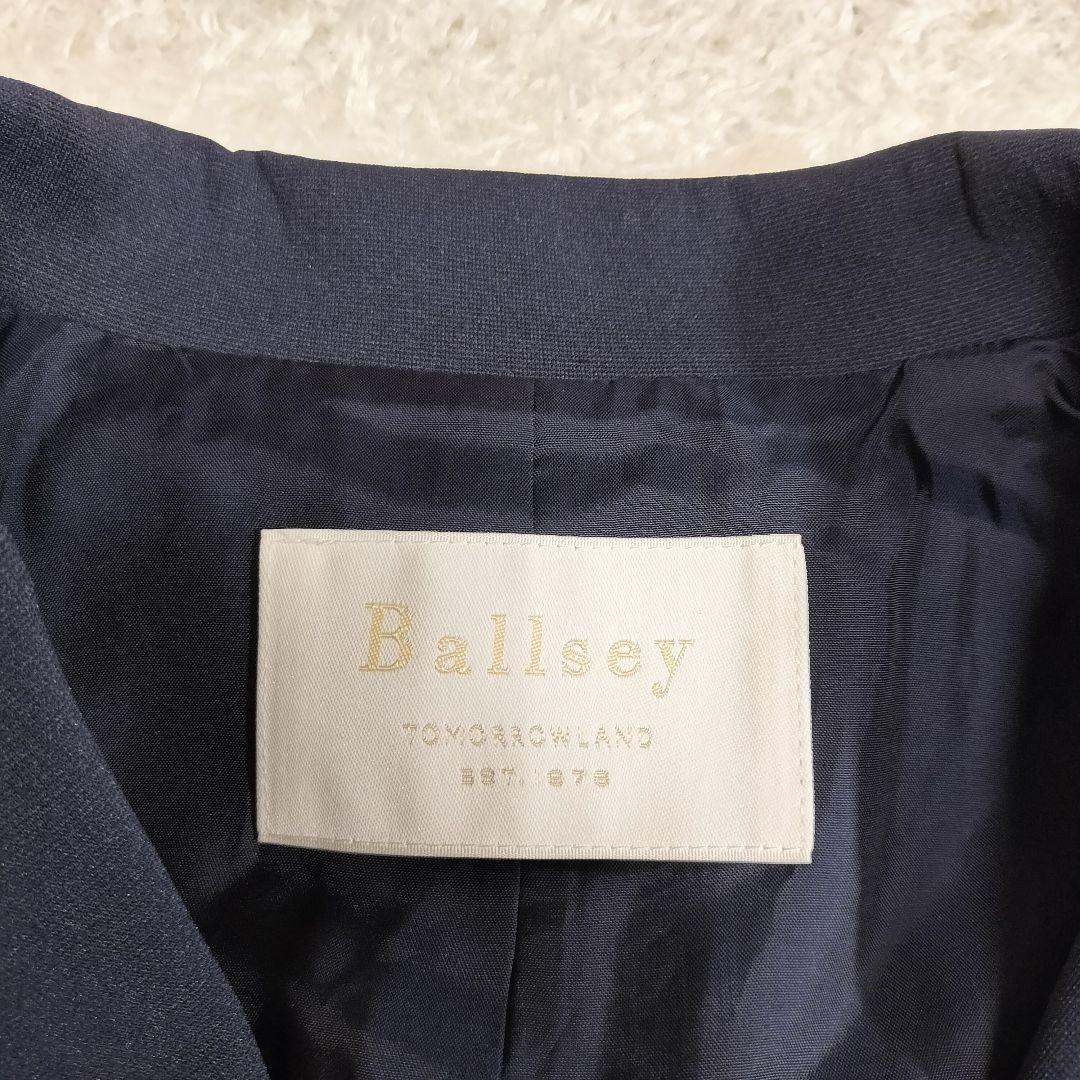 Ballsey
TOMORROWLAND
EST. 1978